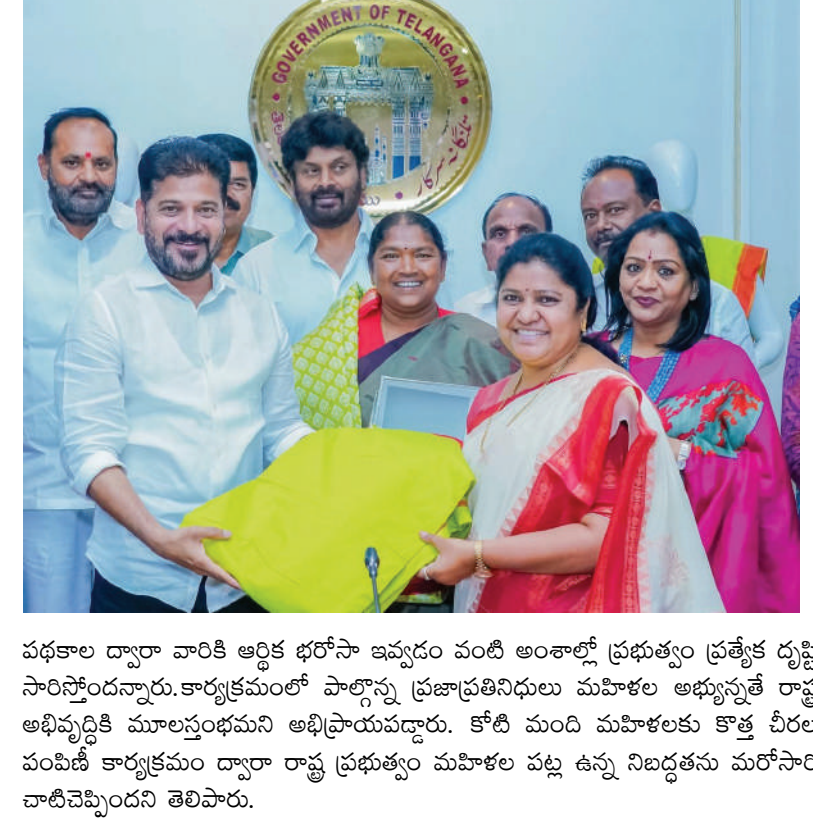 GOVERNMENT OF TELANGANA
పథకాల ద్వారా వారికి ఆర్థిక భరోసా ఇవ్వడం వంటి అంశాల్లో ప్రభుత్వం ప్రత్యేక దృష్టి
సారిస్తోందన్నారు.కార్యక్రమంలో పాల్గొన్న ప్రజాప్రతినిధులు మహిళల అభ్యున్నతే రాష్ట్ర
అభివృద్ధికి మూలస్తంభమని అభిప్రాయపడ్డారు. కోటి మంది మహిళలకు కొత్త చీరల
పంపిణీ కార్యక్రమం ద్వారా రాష్ట్ర ప్రభుత్వం మహిళల పట్ల ఉన్న నిబద్ధతను మరోసారి
చాటిచెప్పిందని తెలిపారు.